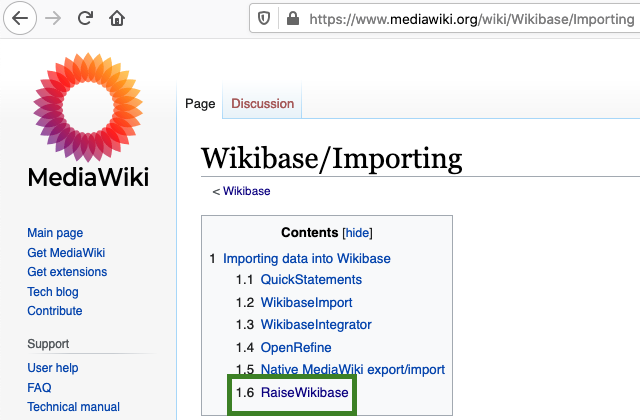 https://www.mediawiki.org/wiki/Wikibase/Importing
MediaWiki
Page
Discussion
Wikibase/Importing
< Wikibase
Main page
Get MediaWiki
Get extensions
Tech blog
Contribute
Support
User help
FAQ
Technical manual
Contents [hide]
1 Importing data into Wikibase
1.1 QuickStatements
1.2 WikibaseImport
1.3 WikibaseIntegrator
1.4 OpenRefine
1.5 Native MediaWiki export/import
1.6 RaiseWikibase